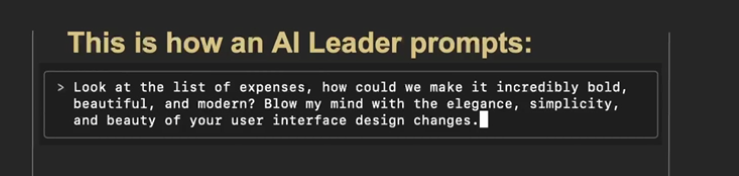 This is how an AI Leader prompts:
> Look at the list of expenses, how could we make it incredibly bold,
beautiful, and modern? Blow my mind with the elegance, simplicity,
and beauty of your user interface design changes.